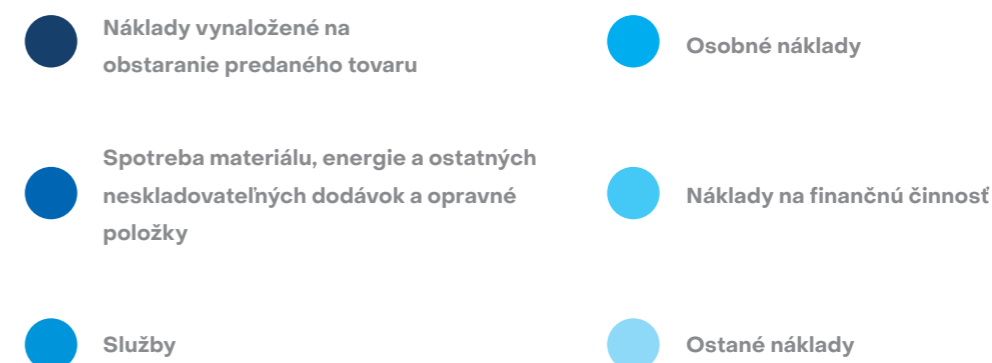 Náklady vynaložené na
obstaranie predaného tovaru
Spotreba materiálu, energie a ostatných
neskladovateľných dodávok a opravné
položky
Služby
Osobné náklady
Náklady na finančnú činnosť
Ostané náklady